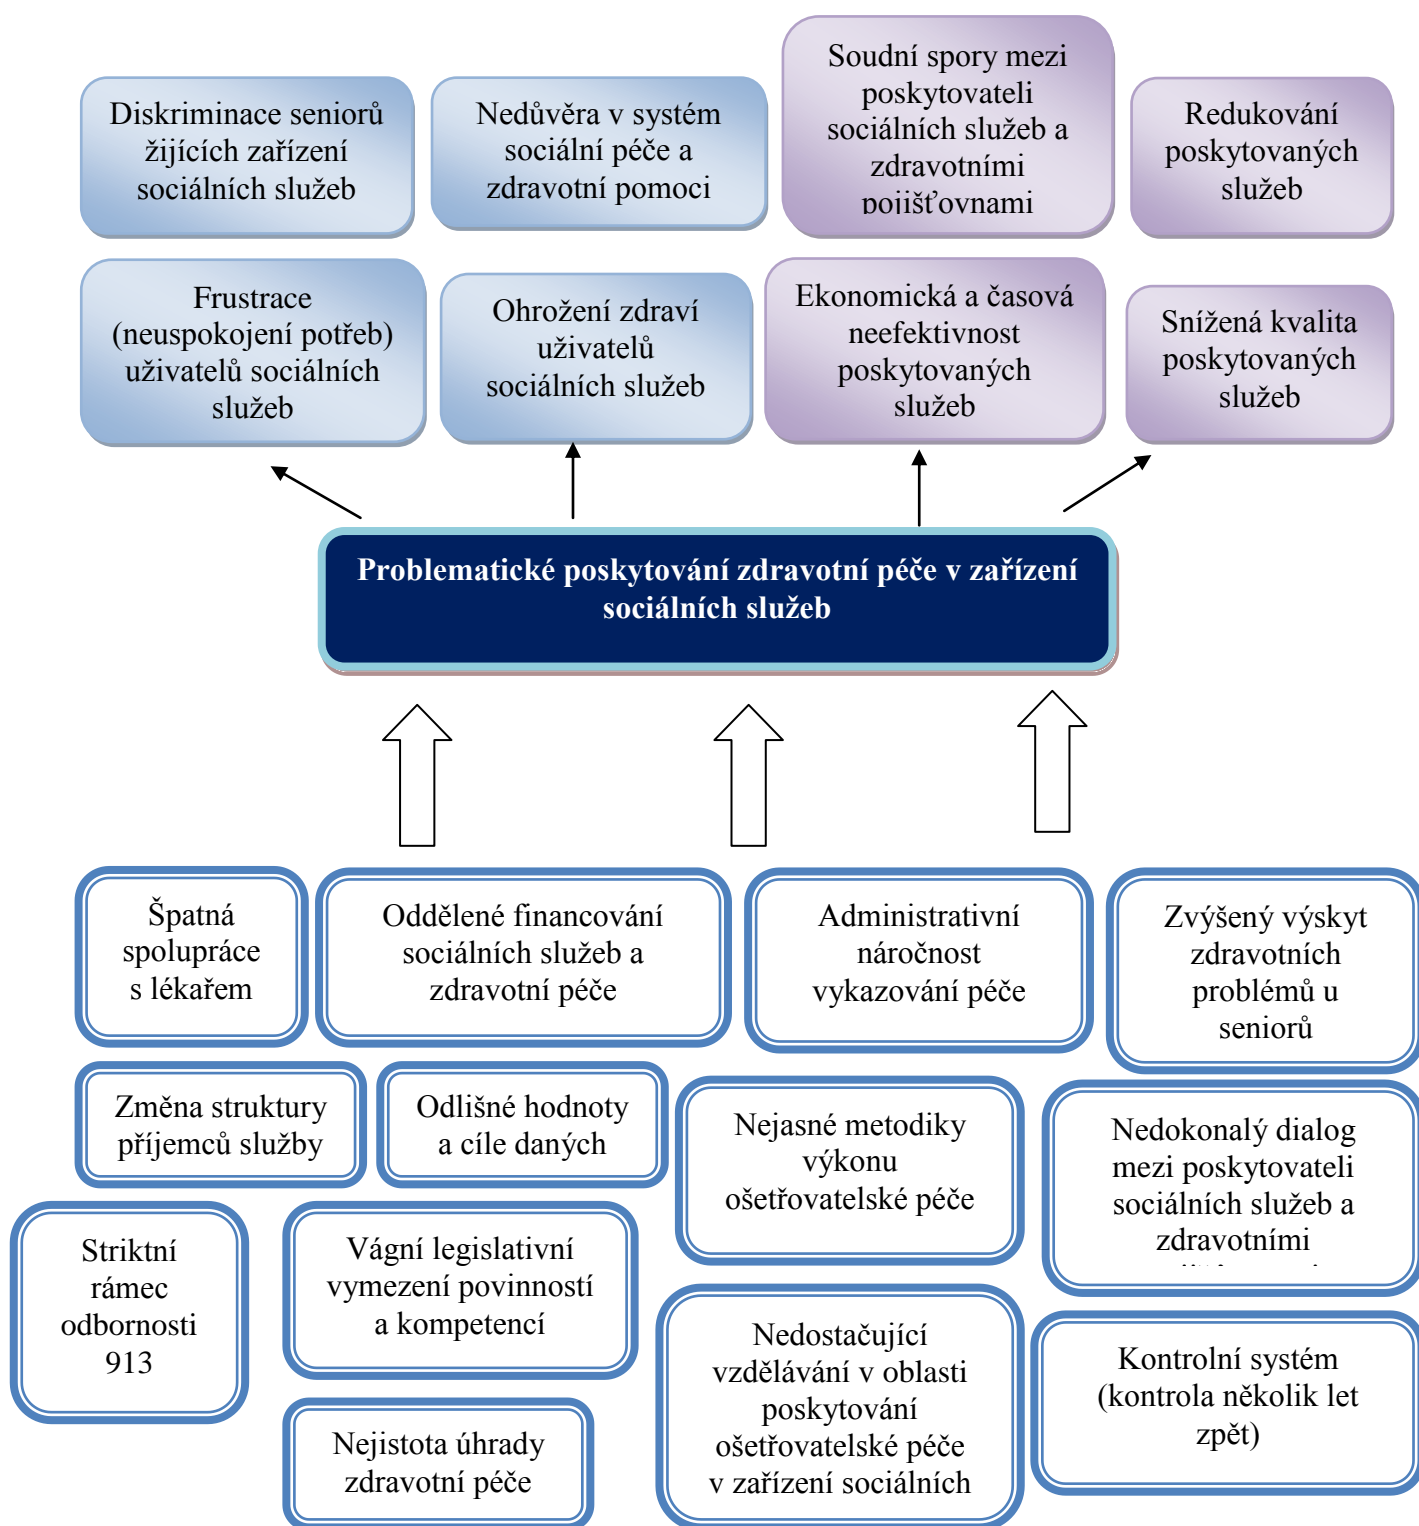 Diskriminace seniorů
žijících zařízení
sociálních služeb
Nedůvěra v systém
sociální péče a
zdravotní pomoci
Soudní spory mezi
poskytovateli
sociálních služeb a
zdravotními
pojišťovnami
Redukování
poskytovaných
služeb
Frustrace
(neuspokojení potřeb)
uživatelů sociálních
služeb
Ohrožení zdraví
uživatelů
sociálních služeb
Ekonomická a časová
neefektivnost
poskytovaných
služeb
Snížená kvalita
poskytovaných
služeb
Problematické poskytování zdravotní péče v zařízení
sociálních služeb
Špatná
spolupráce
s lékařem
Oddělené financování
sociálních služeb a
zdravotní péče
Administrativní
náročnost
vykazování péče
Zvýšený výskyt
zdravotních
problémů u
seniorů
Změna struktury
příjemců služby
Odlišné hodnoty
a cíle daných
Nejasné metodiky
výkonu
ošetřovatelské péče
Nedokonalý dialog
mezi poskytovateli
sociálních služeb a
zdravotními
Striktní
rámec
odbornosti
913
Vágní legislativní
vymezení povinností
a kompetencí
Nedostačující
vzdělávání v oblasti
poskytování
ošetřovatelské péče
v zařízení sociálních
Kontrolní systém
(kontrola několik let
zpět)
Nejistota úhrady
zdravotní péče